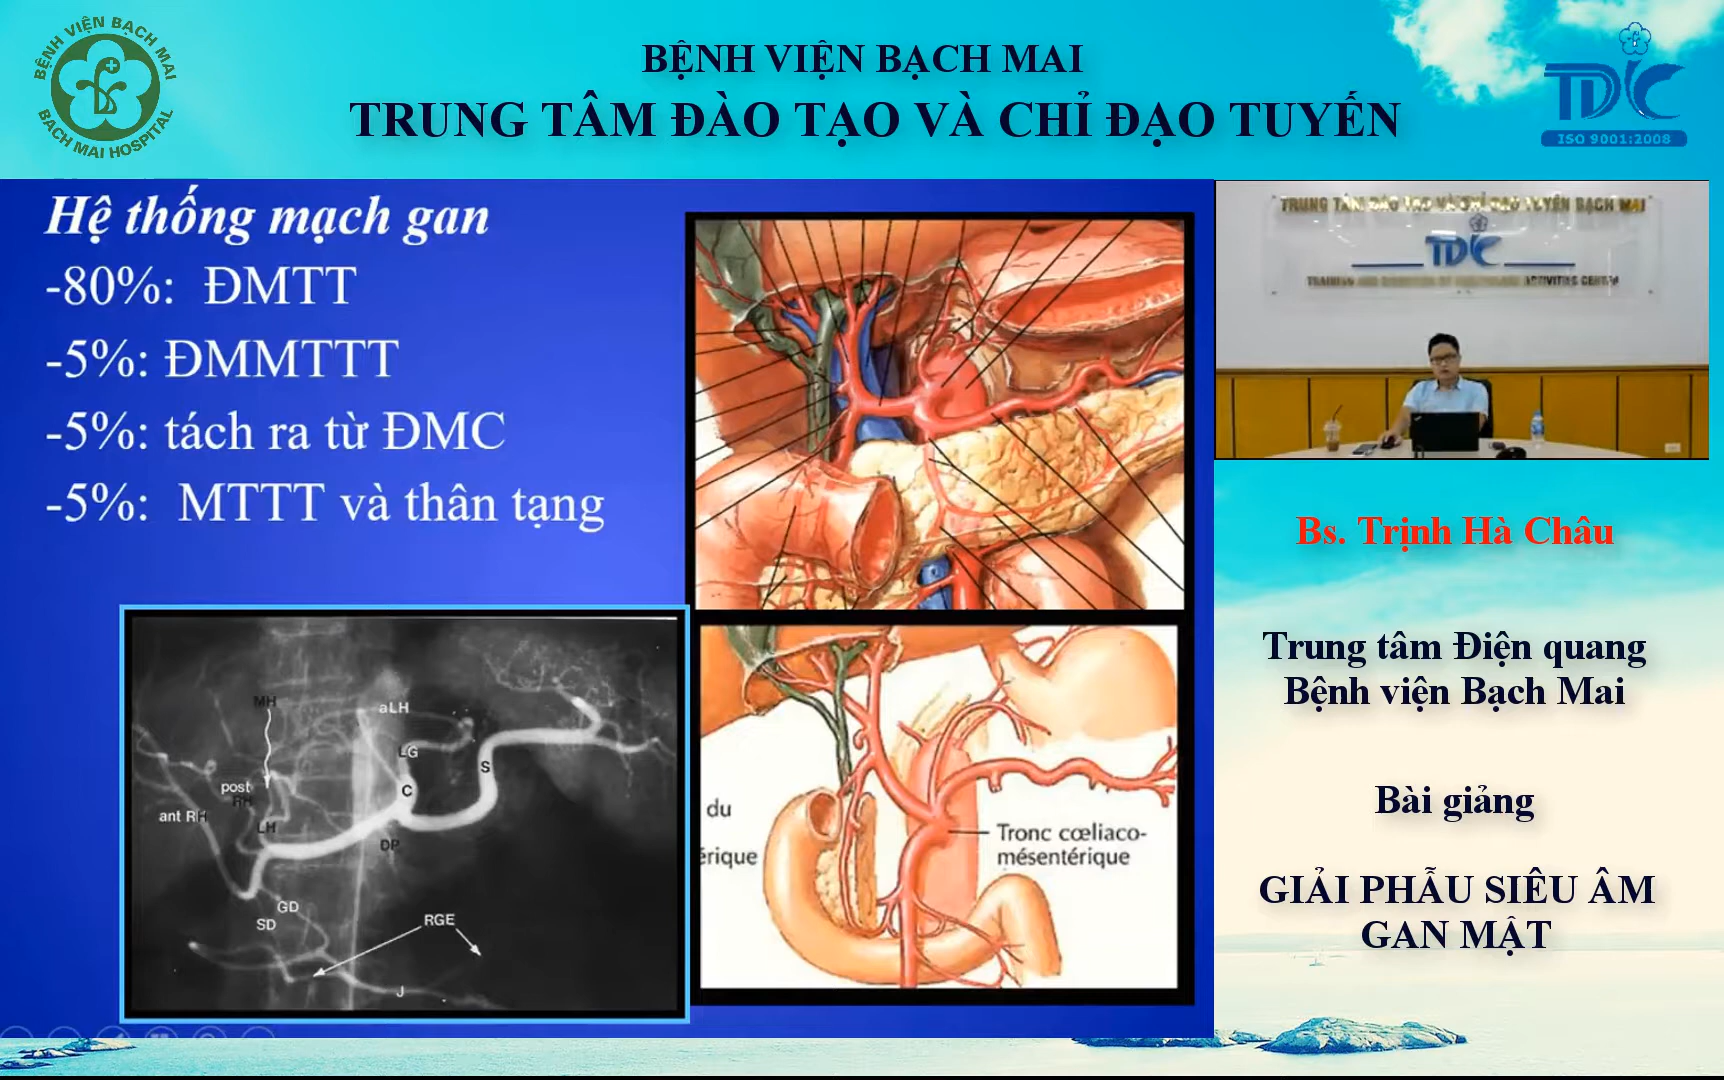 BỆNH VIỆN BẠCH MAI
BACH MAI HOSPITAL
BỆNH VIỆN BẠCH MAI
TRUNG TÂM ĐÀO TẠO VÀ CHỈ ĐẠO TUYẾN
TDC
ISO 9001:2008
Hệ thống mạch gan
-80%: ĐMTT
-5%: ĐMMTTT
-5%: tách ra từ ĐMC
-5%: MTTT và thân tạng
MH
aLH
LG
S
post
RH
C
ant RH
LH
DP
GD
SD
RGE
J
du
érique
Tronc cœliaco-
mésentérique
TRUNG TÂM ĐÀO TẠO VÀ CHỈ ĐẠO TUYẾN BẠCH MAI
TDC
Bs. Trịnh Hà Châu
Trung tâm Điện quang
Bệnh viện Bạch Mai
Bài giảng
GIẢI PHẪU SIÊU ÂM
GAN MẬT